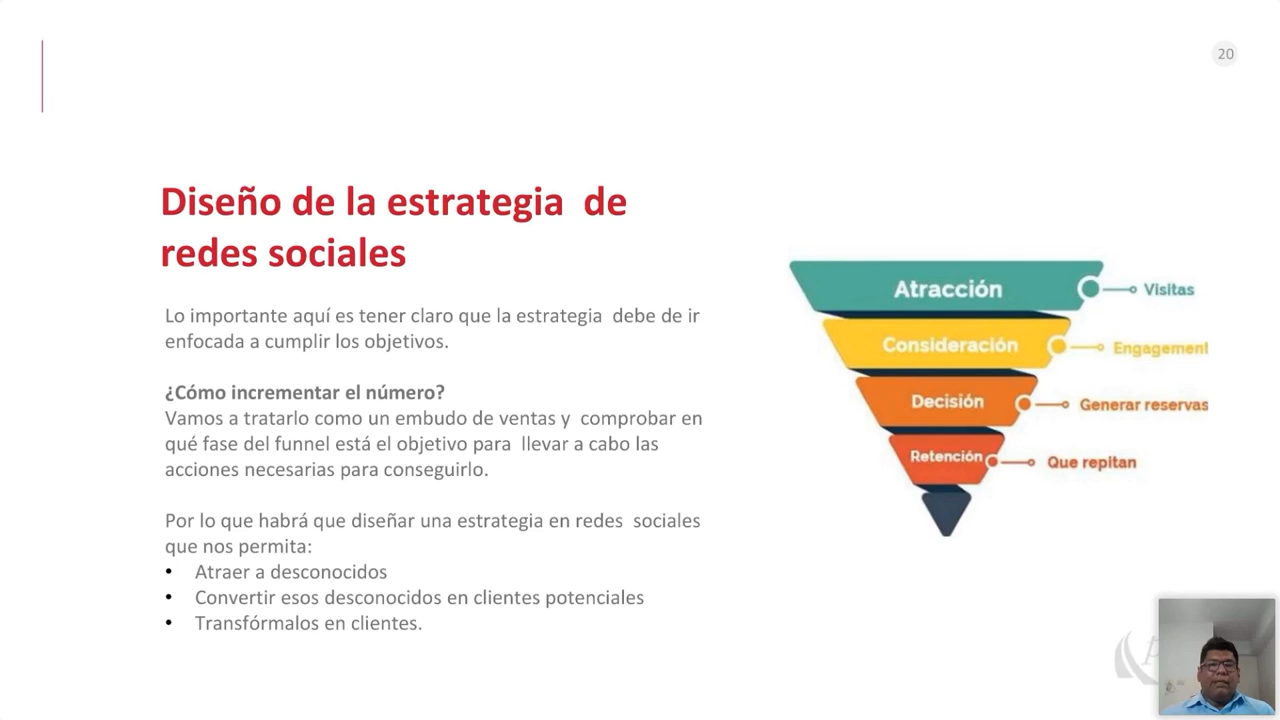 20
Diseño de la estrategia  de
redes sociales
Lo importante aquí es tener claro que la estrategia  debe de ir
enfocada a cumplir los objetivos.
¿Cómo incrementar el número?
Vamos a tratarlo como un embudo de ventas y  comprobar en
qué fase del funnel está el objetivo para  llevar a cabo las
acciones necesarias para conseguirlo.
Por lo que habrá que diseñar una estrategia en redes  sociales
que nos permita:
• Atraer a desconocidos
• Convertir esos desconocidos en clientes potenciales
• Transfórmalos en clientes.
Atracción
Visitas
Consideración
Engagement
Decisión
Generar reservas
Retención
Que repitan